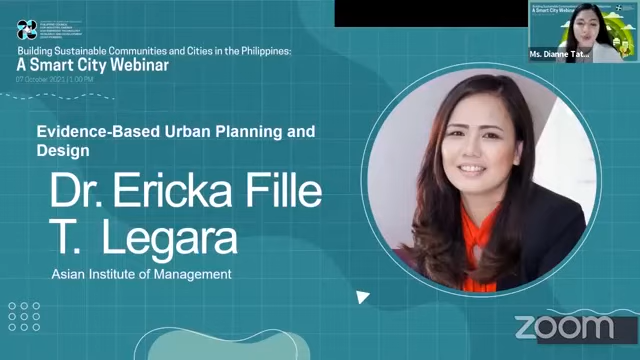 Building Sustainable Communities and Cities in the Philippines:
A Smart City Webinar
07 October 2021 | 1:00 PM
A Smart City Webinar
Ms. Dianne Tat...
Evidence-Based Urban Planning and
Design
Dr. Ericka Fille
T. Legara
Asian Institute of Management
zoom